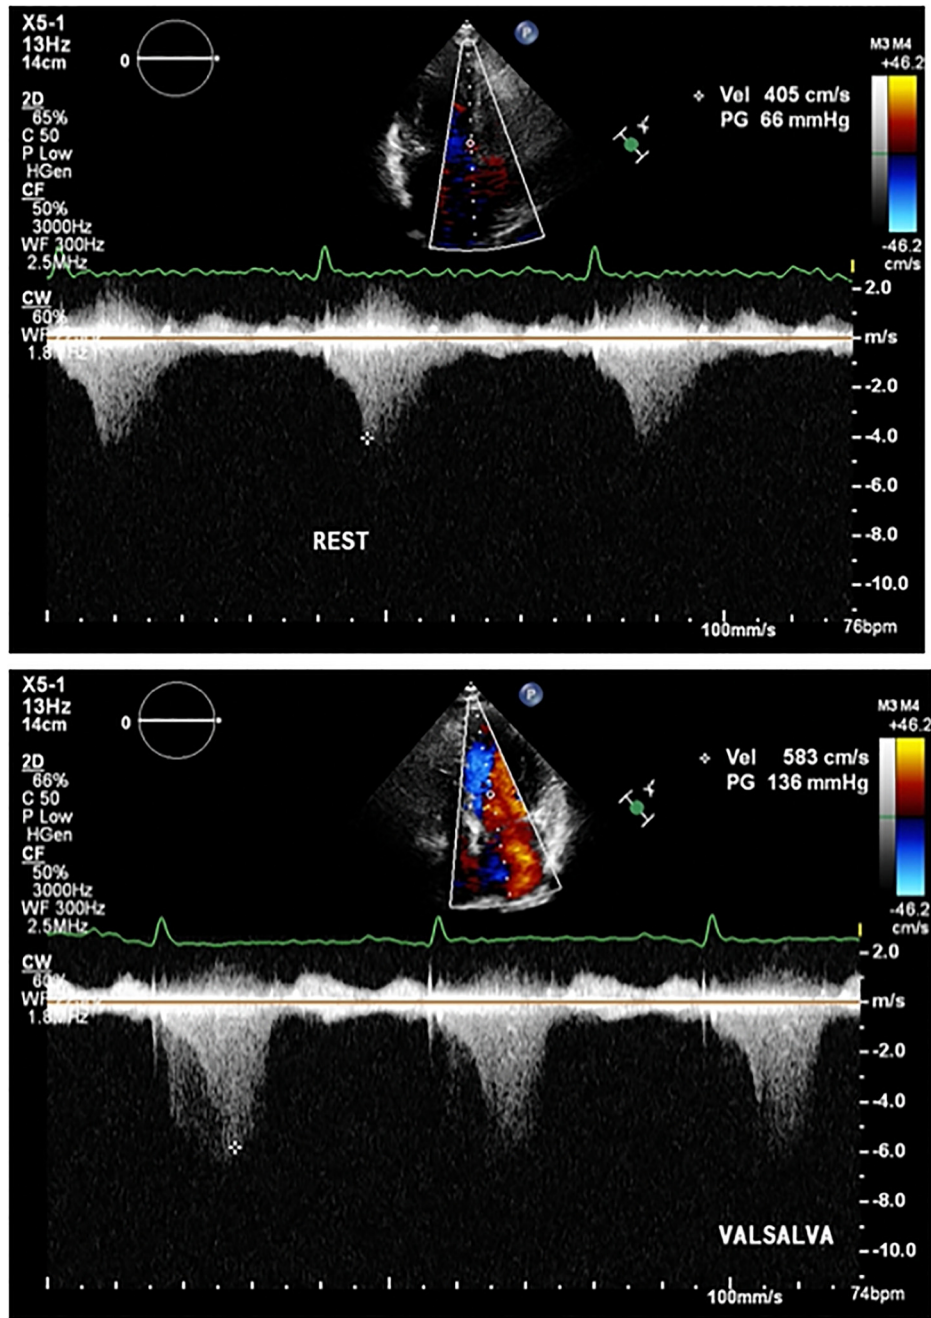 X5-1
13Hz
14cm
0
P
M3 M4
+46.2
2D
65%
C 50
P Low
HGen
CF
50%
3000Hz
WF 300Hz
2.5MHz
Vel 405 cm/s
PG 66 mmHg
-46.2
cm/s
CW
60%
WF
1.8MHz
2.0
m/s
-2.0
-4.0
-6.0
-8.0
-10.0
REST
100mm/s
76bpm
X5-1
13Hz
14cm
0
P
M3 M4
+46.2
2D
66%
C 50
P Low
HGen
CF
50%
3000Hz
WF 300Hz
2.5MHz
Vel 583 cm/s
PG 136 mmHg
-46.2
cm/s
CW
60%
WF
1.8MHz
2.0
m/s
-2.0
-4.0
-6.0
-8.0
-10.0
VALSALVA
100mm/s
74bpm